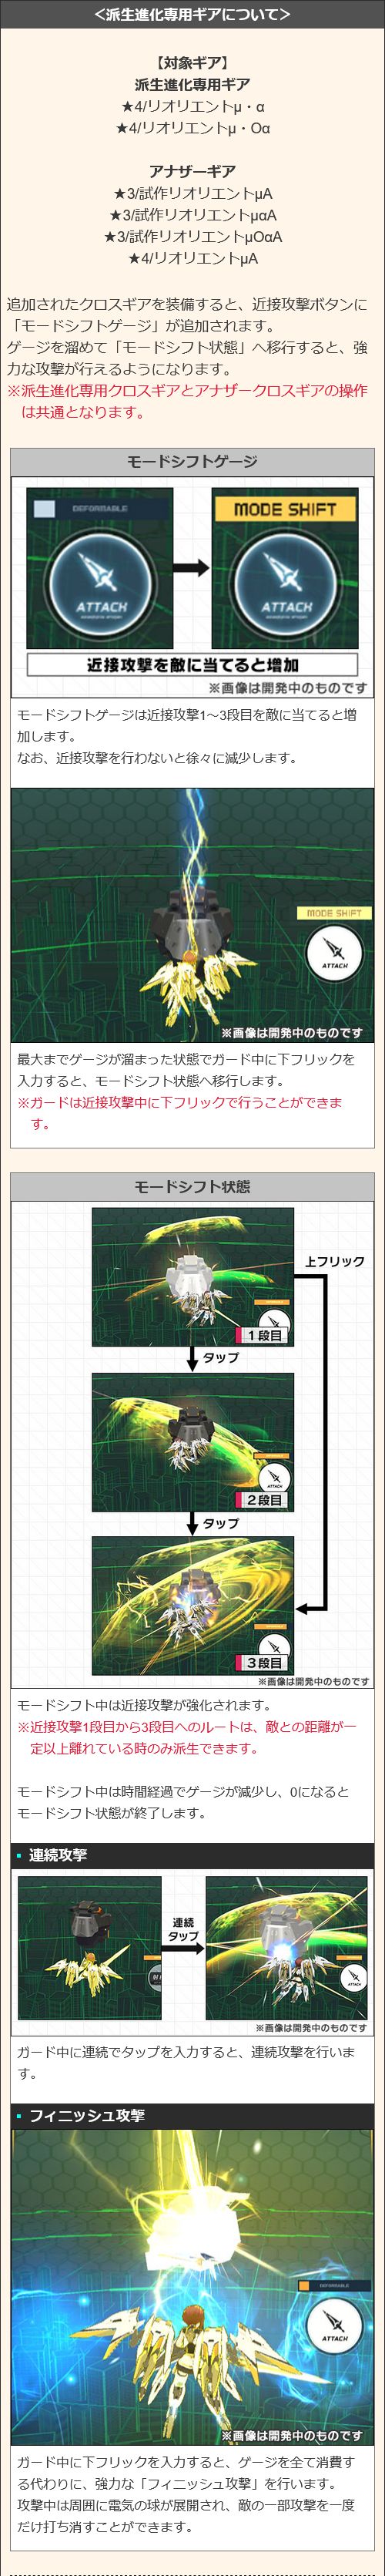 ＜派生進化専用ギアについて＞
【対象ギア】
派生進化専用ギア
★4/リオリエントμ・α
★4/リオリエントμ・Oα
アナザーギア
★3/試作リオリエントμA
★3/試作リオリエントμαA
★3/試作リオリエントμOαA
★4/リオリエントμA
追加されたクロスギアを装備すると、近接攻撃ボタンに
「モードシフトゲージ」が追加されます。
ゲージを溜めて「モードシフト状態」へ移行すると、強
力な攻撃が行えるようになります。
※派生進化専用クロスギアとアナザークロスギアの操作
は共通となります。
モードシフトゲージ
DEFORMABLE
MODE SHIFT
ATTACK
ATTACK
近接攻撃を敵に当てると増加
※画像は開発中のものです
モードシフトゲージは近接攻撃1～3段目を敵に当てると増
加します。
なお、近接攻撃を行わないと徐々に減少します。
MODE SHIFT
ATTACK
※画像は開発中のものです
最大までゲージが溜まった状態でガード中に下フリックを
入力すると、モードシフト状態へ移行します。
※ガードは近接攻撃中に下フリックで行うことができま
す。
モードシフト状態
上フリック
1段目
タップ
ATTACK
2段目
タップ
3段目
※画像は開発中のものです
モードシフト中は近接攻撃が強化されます。
※近接攻撃1段目から3段目へのルートは、敵との距離が一
定以上離れている時のみ派生できます。
モードシフト中は時間経過でゲージが減少し、0になると
モードシフト状態が終了します。
連続攻撃
連続
タップ
ATTACK
※画像は開発中のものです
ガード中に連続でタップを入力すると、連続攻撃を行いま
す。
フィニッシュ攻撃
DEFORMABLE
ATTACK
※画像は開発中のものです
ガード中に下フリックを入力すると、ゲージを全て消費す
る代わりに、強力な「フィニッシュ攻撃」を行います。
攻撃中は周囲に電気の球が展開され、敵の一部攻撃を一度
だけ打ち消すことができます。